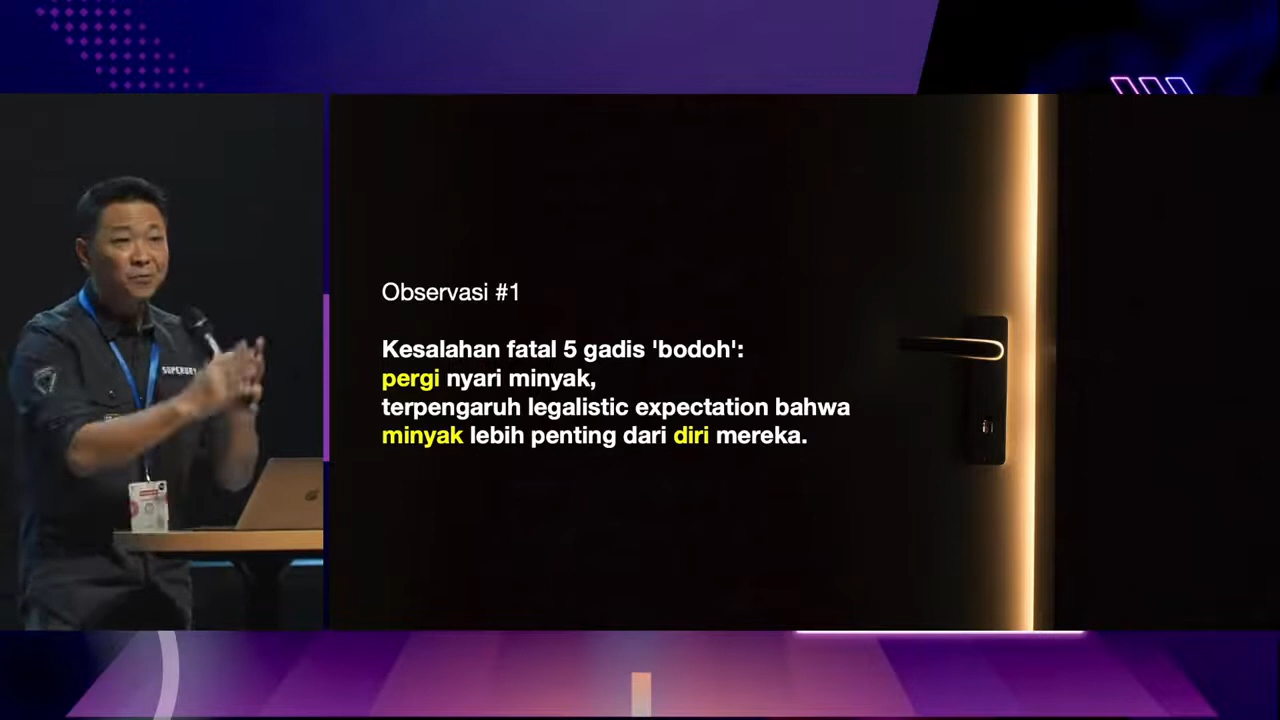 Observasi #1
Kesalahan fatal 5 gadis 'bodoh':
pergi nyari minyak,
terpengaruh legalistic expectation bahwa
minyak lebih penting dari diri mereka.
SUPERDRY